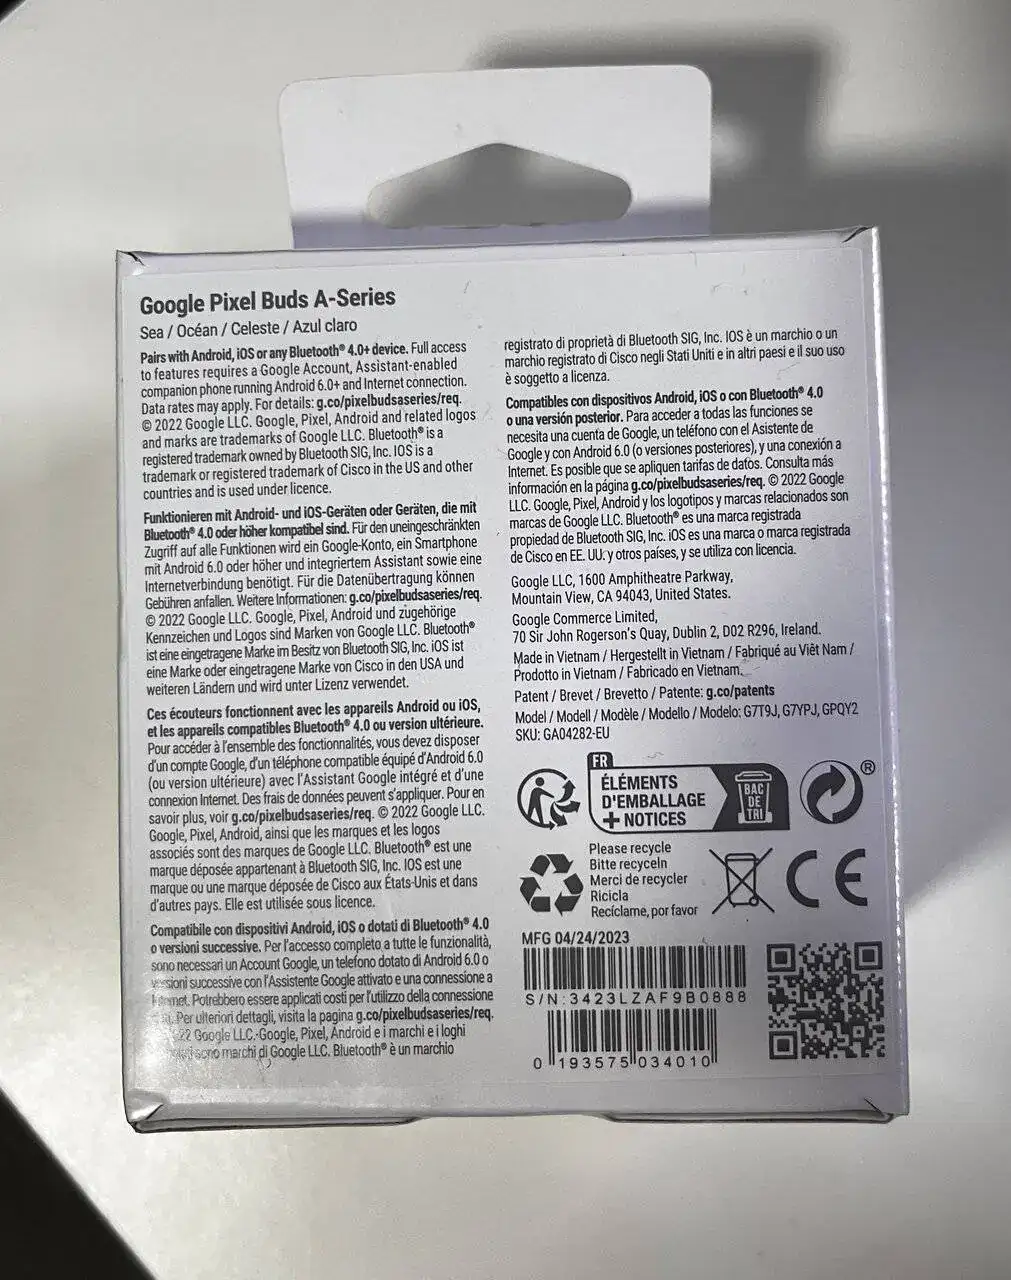 Google Pixel Buds A-Series
Sea / Océan / Celeste / Azul claro
Pairs with Android, iOS or any Bluetooth® 4.0+ device. Full access
to features requires a Google Account, Assistant-enabled
companion phone running Android 6.0+ and Internet connection.
Data rates may apply. For details: g.co/pixelbudsaseries/req.
© 2022 Google LLC. Google, Pixel, Android and related logos
and marks are trademarks of Google LLC. Bluetooth® is a
registered trademark owned by Bluetooth SIG, Inc. IOS is a
trademark or registered trademark of Cisco in the US and other
countries and is used under licence.
Funktionieren mit Android- und iOS-Geräten oder Geräten, die mit
Bluetooth® 4.0 oder höher kompatibel sind. Für den uneingeschränkten
Zugriff auf alle Funktionen wird ein Google-Konto, ein Smartphone
mit Android 6.0 oder höher und integriertem Assistant sowie eine
Internetverbindung benötigt. Für die Datenübertragung können
Gebühren anfallen. Weitere Informationen: g.co/pixelbudsaseries/req.
© 2022 Google LLC. Google, Pixel, Android und zugehörige
Kennzeichen und Logos sind Marken von Google LLC. Bluetooth®
ist eine eingetragene Marke im Besitz von Bluetooth SIG, Inc. iOS ist
eine Marke oder eingetragene Marke von Cisco in den USA und
weiteren Ländern und wird unter Lizenz verwendet.
Ces écouteurs fonctionnent avec les appareils Android ou iOS,
et les appareils compatibles Bluetooth® 4.0 ou version ultérieure.
Pour accéder à l'ensemble des fonctionnalités, vous devez disposer
d'un compte Google, d'un téléphone compatible équipé d'Android 6.0
(ou version ultérieure) avec l'Assistant Google intégré et d'une
connexion Internet. Des frais de données peuvent s'appliquer. Pour en
savoir plus, voir g.co/pixelbudsaseries/req. © 2022 Google LLC.
Google, Pixel, Android, ainsi que les marques et les logos
associés sont des marques de Google LLC. Bluetooth® est une
marque déposée appartenant à Bluetooth SIG, Inc. IOS est une
marque ou une marque déposée de Cisco aux États-Unis et dans
d'autres pays. Elle est utilisée sous licence.
Compatibile con dispositivi Android, iOS o dotati di Bluetooth® 4.0
o versioni successive. Per l'accesso completo a tutte le funzionalità,
sono necessari un Account Google, un telefono dotato di Android 6.0 o
versioni successive con l'Assistente Google attivato e una connessione a
Internet. Potrebbero essere applicati costi per l'utilizzo della connessione
Per ulteriori dettagli, visita la pagina g.co/pixelbudsaseries/req.
22 Google LLC. Google, Pixel, Android e i marchi e i loghi
sono marchi di Google LLC. Bluetooth® è un marchio
registrato di proprietà di Bluetooth SIG, Inc. IOS è un marchio o un
marchio registrato di Cisco negli Stati Uniti e in altri paesi e il suo uso
è soggetto a licenza.
Compatibles con dispositivos Android, iOS o con Bluetooth® 4.0
o una versión posterior. Para acceder a todas las funciones se
necesita una cuenta de Google, un teléfono con el Asistente de
Google y con Android 6.0 (o versiones posteriores), y una conexión a
Internet. Es posible que se apliquen tarifas de datos. Consulta más
información en la página g.co/pixelbudsaseries/req. © 2022 Google
LLC. Google, Pixel, Android y los logotipos y marcas relacionados son
marcas de Google LLC. Bluetooth® es una marca registrada
propiedad de Bluetooth SIG, Inc. iOS es una marca o marca registrada
de Cisco en EE. UU. y otros países, y se utiliza con licencia.
Google LLC, 1600 Amphitheatre Parkway,
Mountain View, CA 94043, United States.
Google Commerce Limited,
70 Sir John Rogerson's Quay, Dublin 2, D02 R296, Ireland.
Made in Vietnam / Hergestellt in Vietnam / Fabriqué au Viêt Nam /
Prodotto in Vietnam / Fabricado en Vietnam.
Patent / Brevet / Brevetto / Patente: g.co/patents
Model / Modell / Modèle / Modello / Modelo: G7T9J, G7YPJ, GPQY2
SKU: GA04282-EU
FR
ÉLÉMENTS
D'EMBALLAGE
+ NOTICES
BAC
DE
TRI
®
Please recycle
Bitte recyceln
Merci de recycler
Ricicla
Recíclame, por favor
CE
MFG 04/24/2023
S/N:3423LZAF9B0888
0 193575 034010